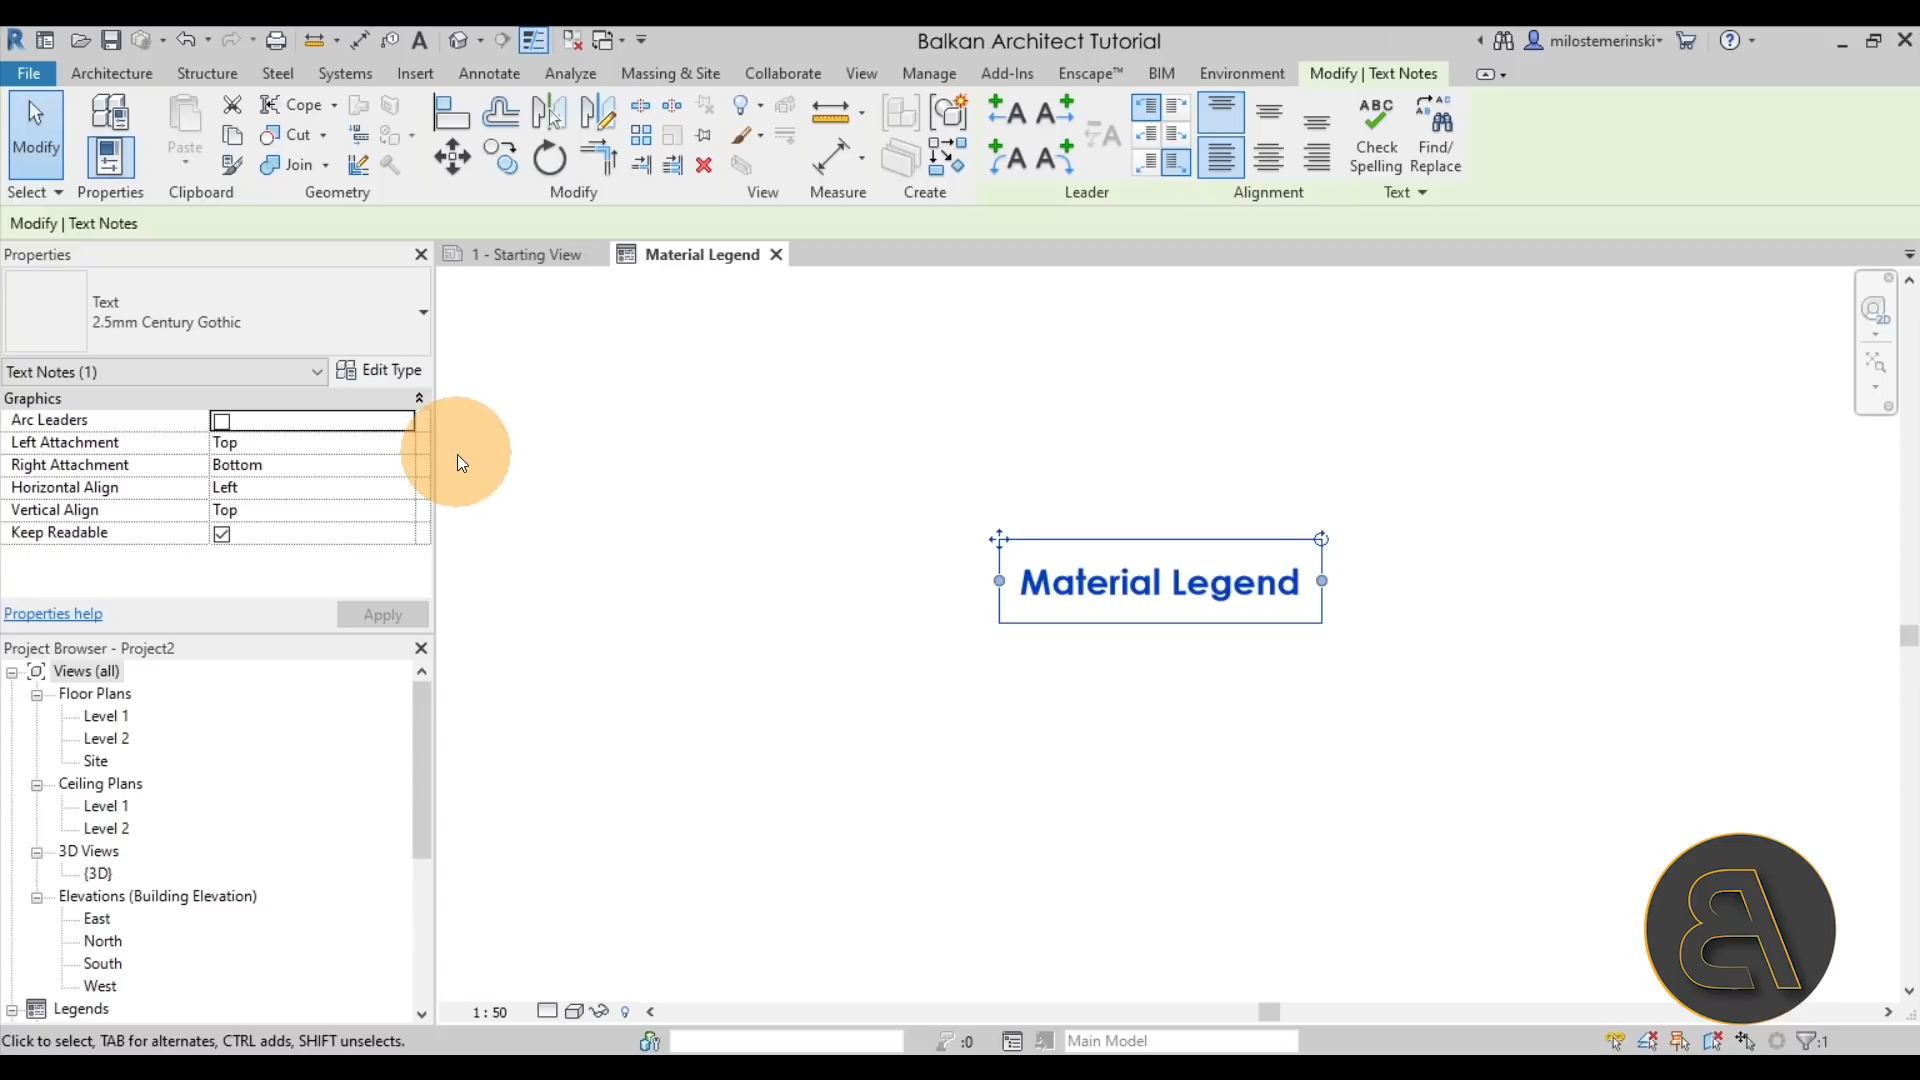 Balkan Architect Tutorial
milostemerinski
File Architecture Structure Steel Systems Insert Annotate Analyze Massing & Site Collaborate View Manage Add-Ins Enscape™ BIM Environment Modify | Text Notes
Modify
Paste
Cope
Cut
Join
Check Spelling
Find/ Replace
Select Properties Clipboard Geometry Modify View Measure Create Leader Alignment Text
Modify | Text Notes
Properties
1 - Starting View
Material Legend
Text
2.5mm Century Gothic
Text Notes (1)
Edit Type
Graphics
Arc Leaders
Left Attachment Top
Right Attachment Bottom
Horizontal Align Left
Vertical Align Top
Keep Readable
Material Legend
Properties help
Apply
Project Browser - Project2
Views (all)
Floor Plans
Level 1
Level 2
Site
Ceiling Plans
Level 1
Level 2
3D Views
{3D}
Elevations (Building Elevation)
East
North
South
West
Legends
1 : 50
Click to select, TAB for alternates, CTRL adds, SHIFT unselects.
:0
Main Model
:1